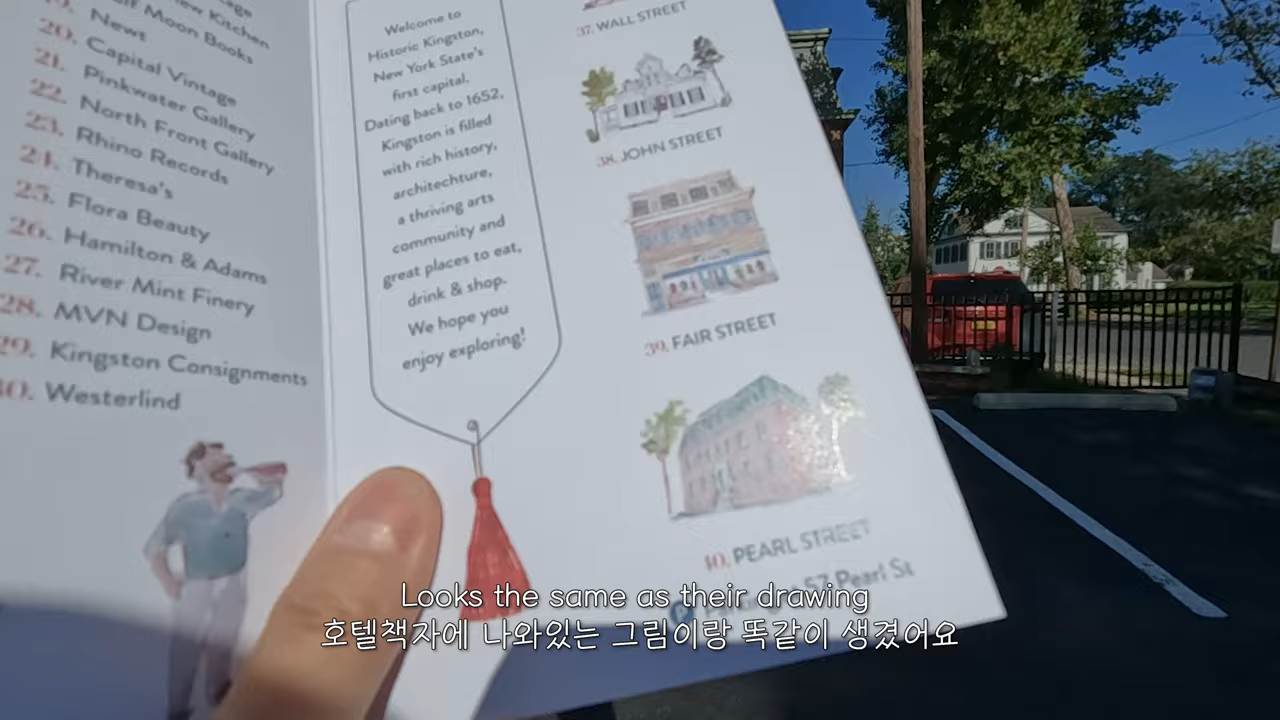 New Kitchen
Moon Books
Newt
20. Capital Vintage
21. Pinkwater Gallery
22. North Front Gallery
23. Rhino Records
24. Theresa's
25. Flora Beauty
26. Hamilton & Adams
27. River Mint Finery
28. MVN Design
29. Kingston Consignments
30. Westerlind
Welcome to
Historic Kingston,
New York State's
first capital.
Dating back to 1652,
Kingston is filled
with rich history,
architechture,
a thriving arts
community and
great places to eat,
drink & shop.
We hope you
enjoy exploring!
37. WALL STREET
38. JOHN STREET
39. FAIR STREET
40. PEARL STREET
57 Pearl St
Looks the same as their drawing
호텔책자에 나와있는 그림이랑 똑같이 생겼어요